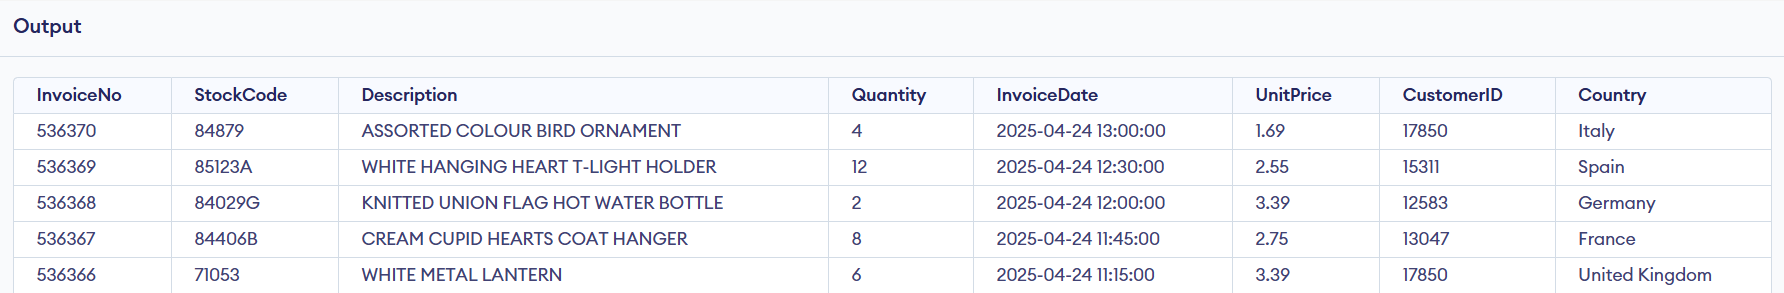 Output
InvoiceNo StockCode Description Quantity InvoiceDate UnitPrice CustomerID Country
536370 84879 ASSORTED COLOUR BIRD ORNAMENT 4 2025-04-24 13:00:00 1.69 17850 Italy
536369 85123A WHITE HANGING HEART T-LIGHT HOLDER 12 2025-04-24 12:30:00 2.55 15311 Spain
536368 84029G KNITTED UNION FLAG HOT WATER BOTTLE 2 2025-04-24 12:00:00 3.39 12583 Germany
536367 84406B CREAM CUPID HEARTS COAT HANGER 8 2025-04-24 11:45:00 2.75 13047 France
536366 71053 WHITE METAL LANTERN 6 2025-04-24 11:15:00 3.39 17850 United Kingdom